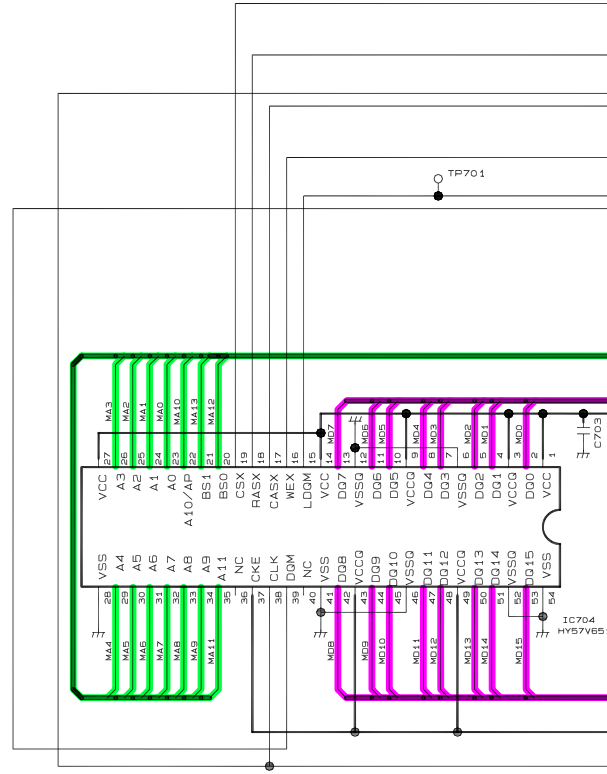 TP701
MA3
MA2
MA1
MA0
MA10
MA13
MA12
MD7
MD6
MD5
MD4
MD3
MD2
MD1
MD0
C703
27
26
25
24
23
22
21
20
19
18
17
16
15
14
13
12
11
10
9
8
7
6
5
4
3
2
1
VCC
A3
A2
A1
A0
A10/AP
BS1
BS0
CSX
RASX
CASX
WEX
LDQM
VCC
DQ7
VSSQ
DQ6
DQ5
VCCQ
DQ4
DQ3
VSSQ
DQ2
DQ1
VCCQ
DQ0
VCC
VSS
A4
A5
A6
A7
A8
A9
A11
NC
CKE
CLK
DQM
NC
VSS
DQ8
VCCQ
DQ9
DQ10
VSSQ
DQ11
DQ12
VCCQ
DQ13
DQ14
VSSQ
DQ15
VSS
28
29
30
31
32
33
34
35
36
37
38
39
40
41
42
43
44
45
46
47
48
49
50
51
52
53
54
IC704
HY57V65
MA4
MA5
MA6
MA7
MA8
MA9
MA11
MD8
MD9
MD10
MD11
MD12
MD13
MD14
MD15